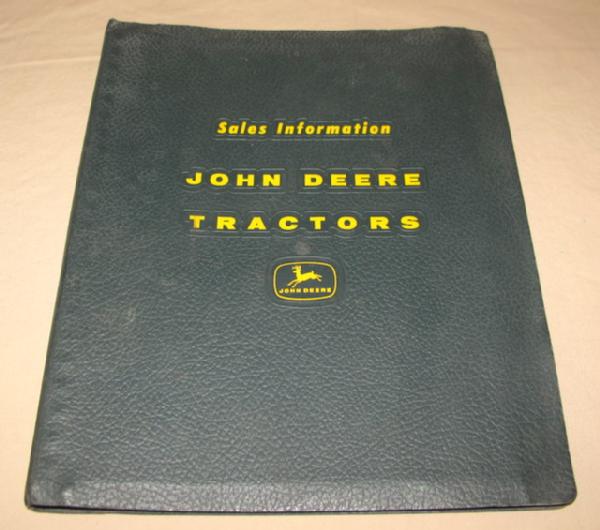 Sales Information
JOHN DEERE
TRACTORS
JOHN DEERE